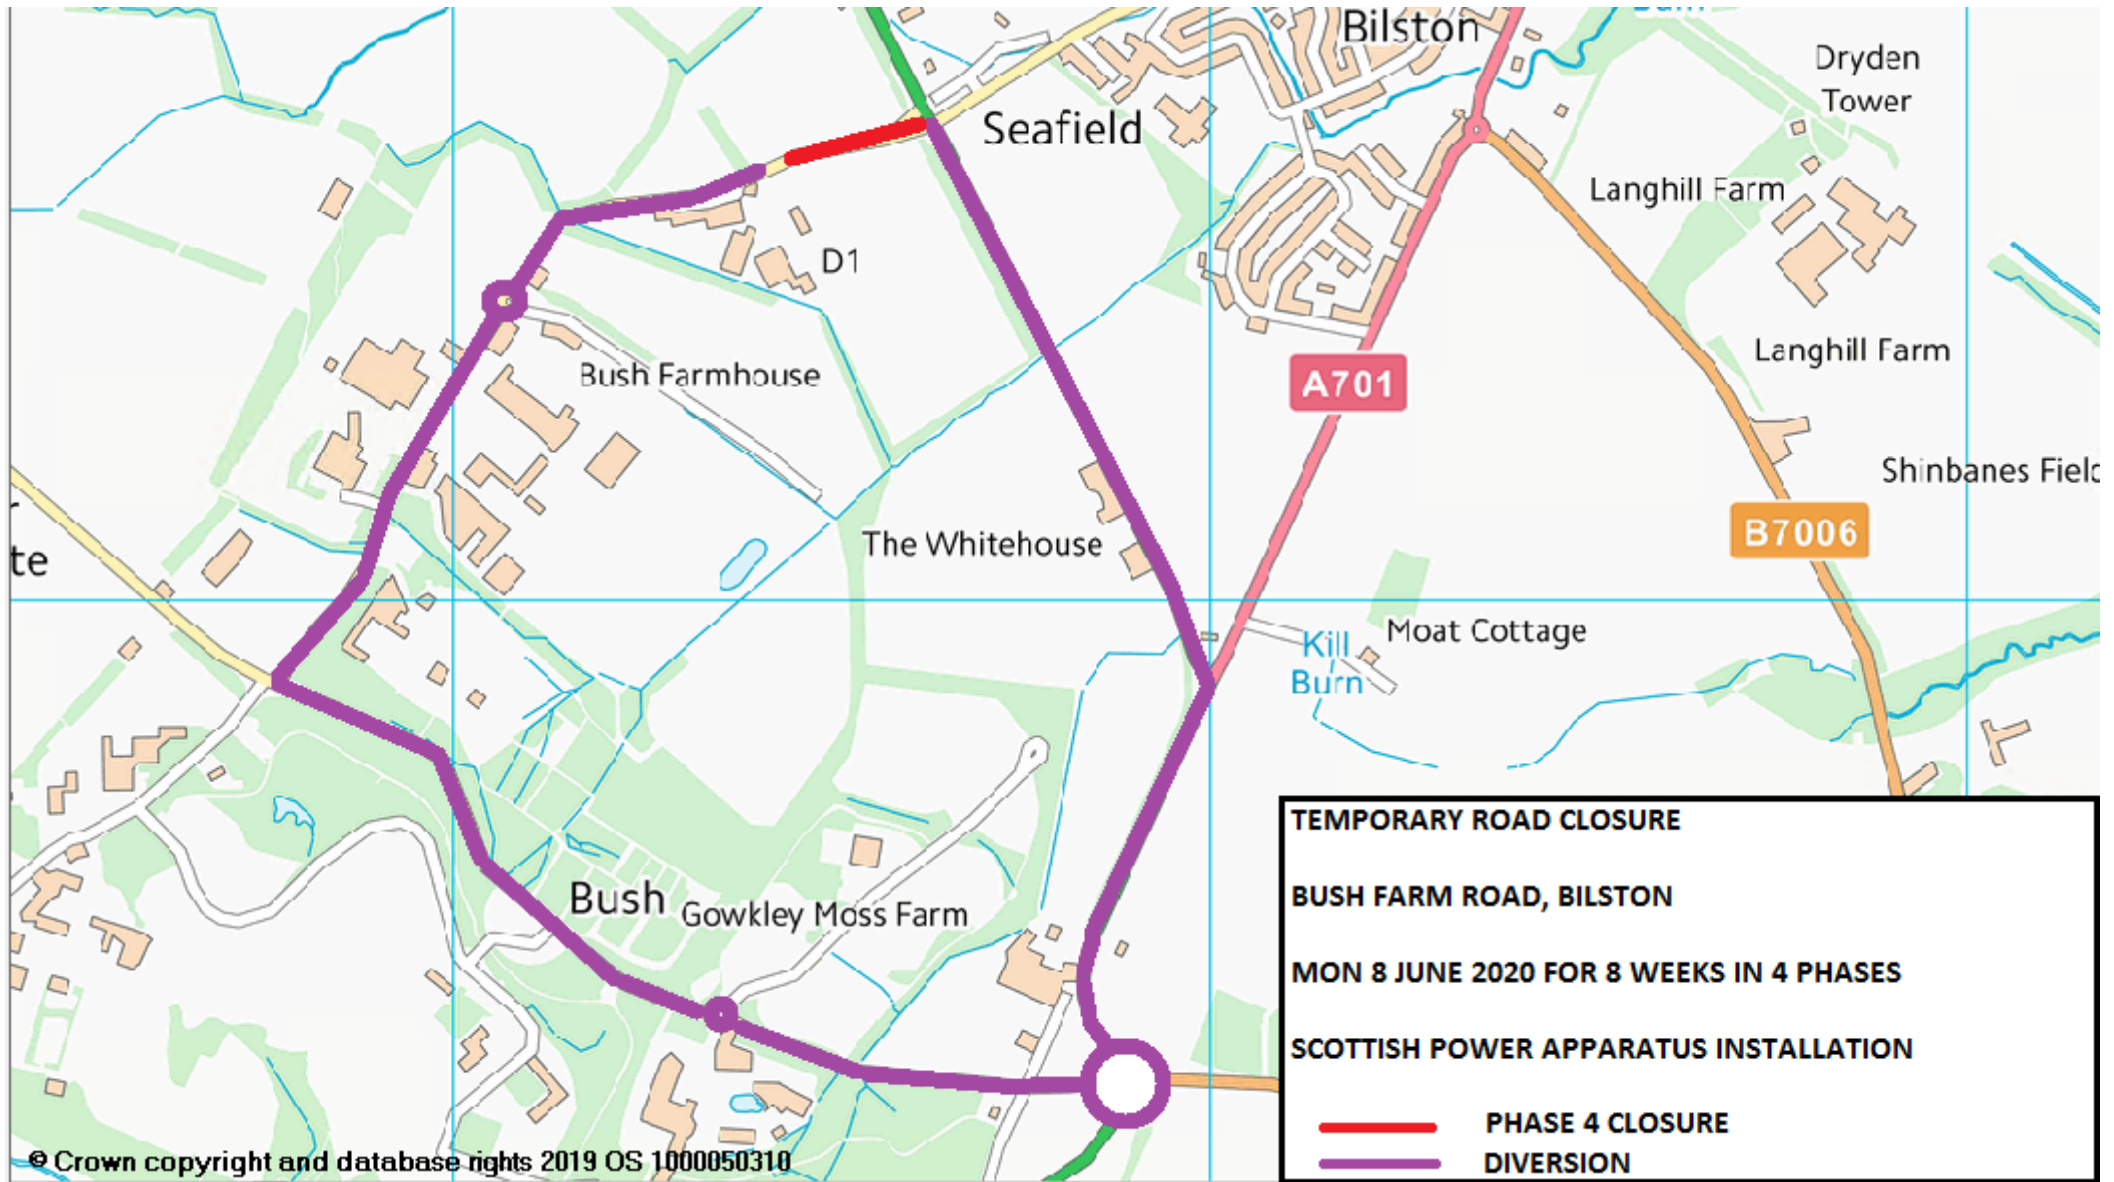 Bilston
Dryden
Tower
Seafield
Langhill Farm
D1
Langhill Farm
Bush Farmhouse
A701
Shinbanes Field
B7006
The Whitehouse
te
Moat Cottage
Kill
Burn
Bush
Gowkley Moss Farm
TEMPORARY ROAD CLOSURE
BUSH FARM ROAD, BILSTON
MON 8 JUNE 2020 FOR 8 WEEKS IN 4 PHASES
SCOTTISH POWER APPARATUS INSTALLATION
PHASE 4 CLOSURE
DIVERSION
© Crown copyright and database rights 2019 OS 1000050310